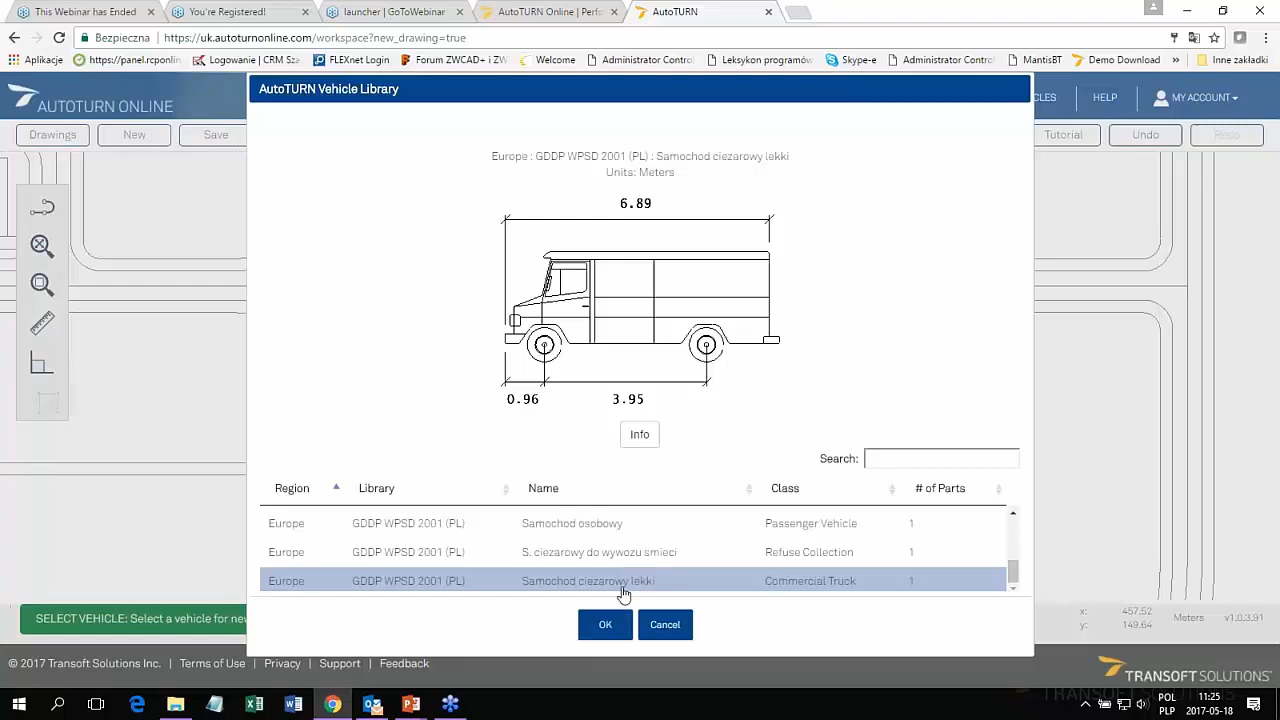 This Webinar has Ended
You're Registered!
launcher | GoToWebinar
AutoTURN Online | Perfo
AutoTURN
Bezpieczna
https://uk.autoturnonline.com/workspace?new_drawing=true
Aplikacje
https://panel.rcponlin
Logowanie | CRM Szan
FLEXnet Login
Forum ZWCAD+ i ZW
Welcome
Administrator Control
Leksykon programów
Skype-e
Administrator Control
MantisBT
Demo Download
»
Inne zakładki
AUTOTURN ONLINE
AutoTURN Vehicle Library
CLES
HELP
MY ACCOUNT
Drawings
New
Save
Tutorial
Undo
Redo
Europe : GDDP WPSD 2001 (PL) : Samochod ciezarowy lekki
Units: Meters
6.89
0.96
3.95
Info
Search:
Region
Library
Name
Class
# of Parts
Europe
GDDP WPSD 2001 (PL)
Samochod osobowy
Passenger Vehicle
1
Europe
GDDP WPSD 2001 (PL)
S. ciezarowy do wywozu smieci
Refuse Collection
1
Europe
GDDP WPSD 2001 (PL)
Samochod ciezarowy lekki
Commercial Truck
1
SELECT VEHICLE: Select a vehicle for new
OK
Cancel
x: 457.52
y: 149.64
Meters
v1.0.3.91
© 2017 Transoft Solutions Inc. | Terms of Use | Privacy | Support | Feedback
TRANSOFT SOLUTIONS
POL
PLP
11:25
2017-05-18